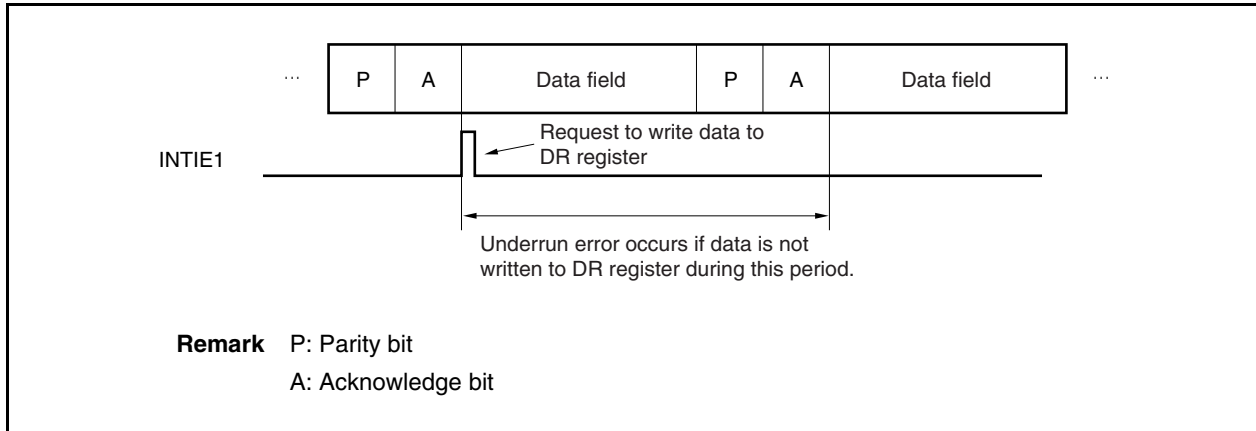 ... P A Data field P A Data field ...
Request to write data to
DR register
INTIE1
Underrun error occurs if data is not
written to DR register during this period.
Remark P: Parity bit
A: Acknowledge bit